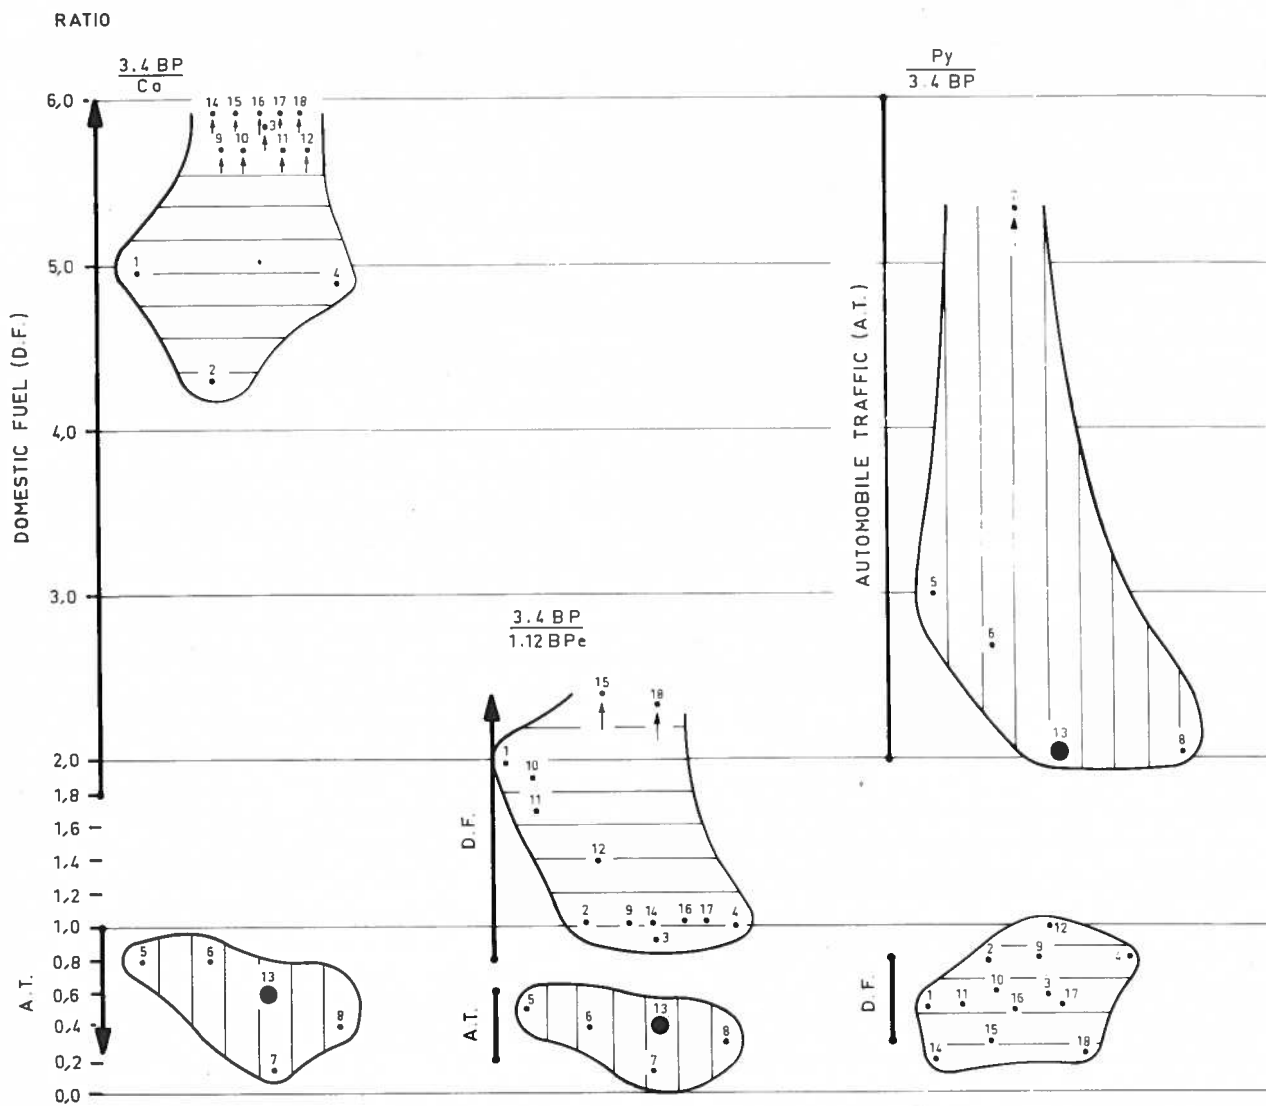 RATIO
3.4 BP
Co
Py
3.4 BP
6,0
14 15 16 17 18
3
9 10 11 12
5,0
1
4
2
4,0
DOMESTIC FUEL (D.F.)
AUTOMOBILE TRAFFIC (A.T.)
3,0
5
6
13
8
3.4 BP
1.12 BPe
15
18
2,0
1
10
11
12
1,8
1,6
1,4
1,2
1,0
D.F.
2 9 14 16 17 4
3
0,8
0,6
0,4
0,2
0,0
A.T.
5 6
13
8
7
A.T.
5
6
13
8
7
D.F.
12
2 9 4
10 3
1 11 16 17
15
14 18